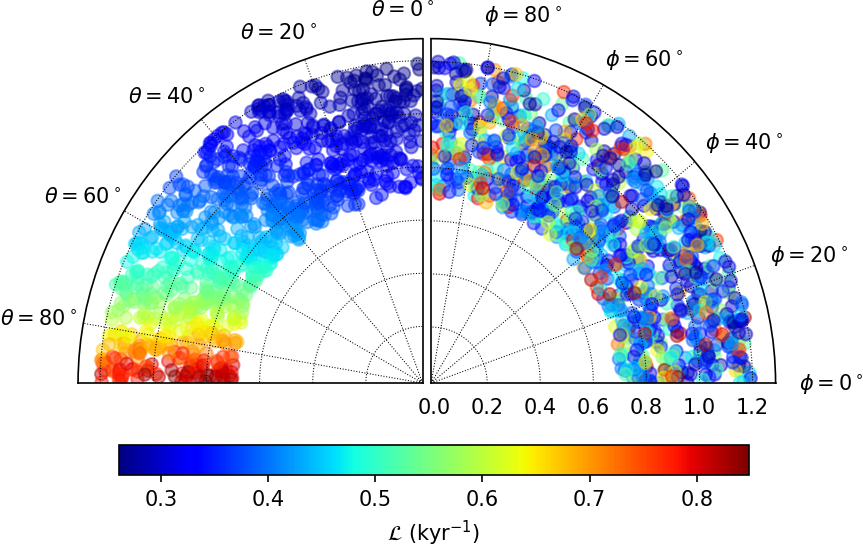 θ = 0°
θ = 20°
θ = 40°
θ = 60°
θ = 80°
ϕ = 80°
ϕ = 60°
ϕ = 40°
ϕ = 20°
ϕ = 0°
0.0 0.2 0.4 0.6 0.8 1.0 1.2
0.3 0.4 0.5 0.6 0.7 0.8
ℒ (kyr⁻¹)